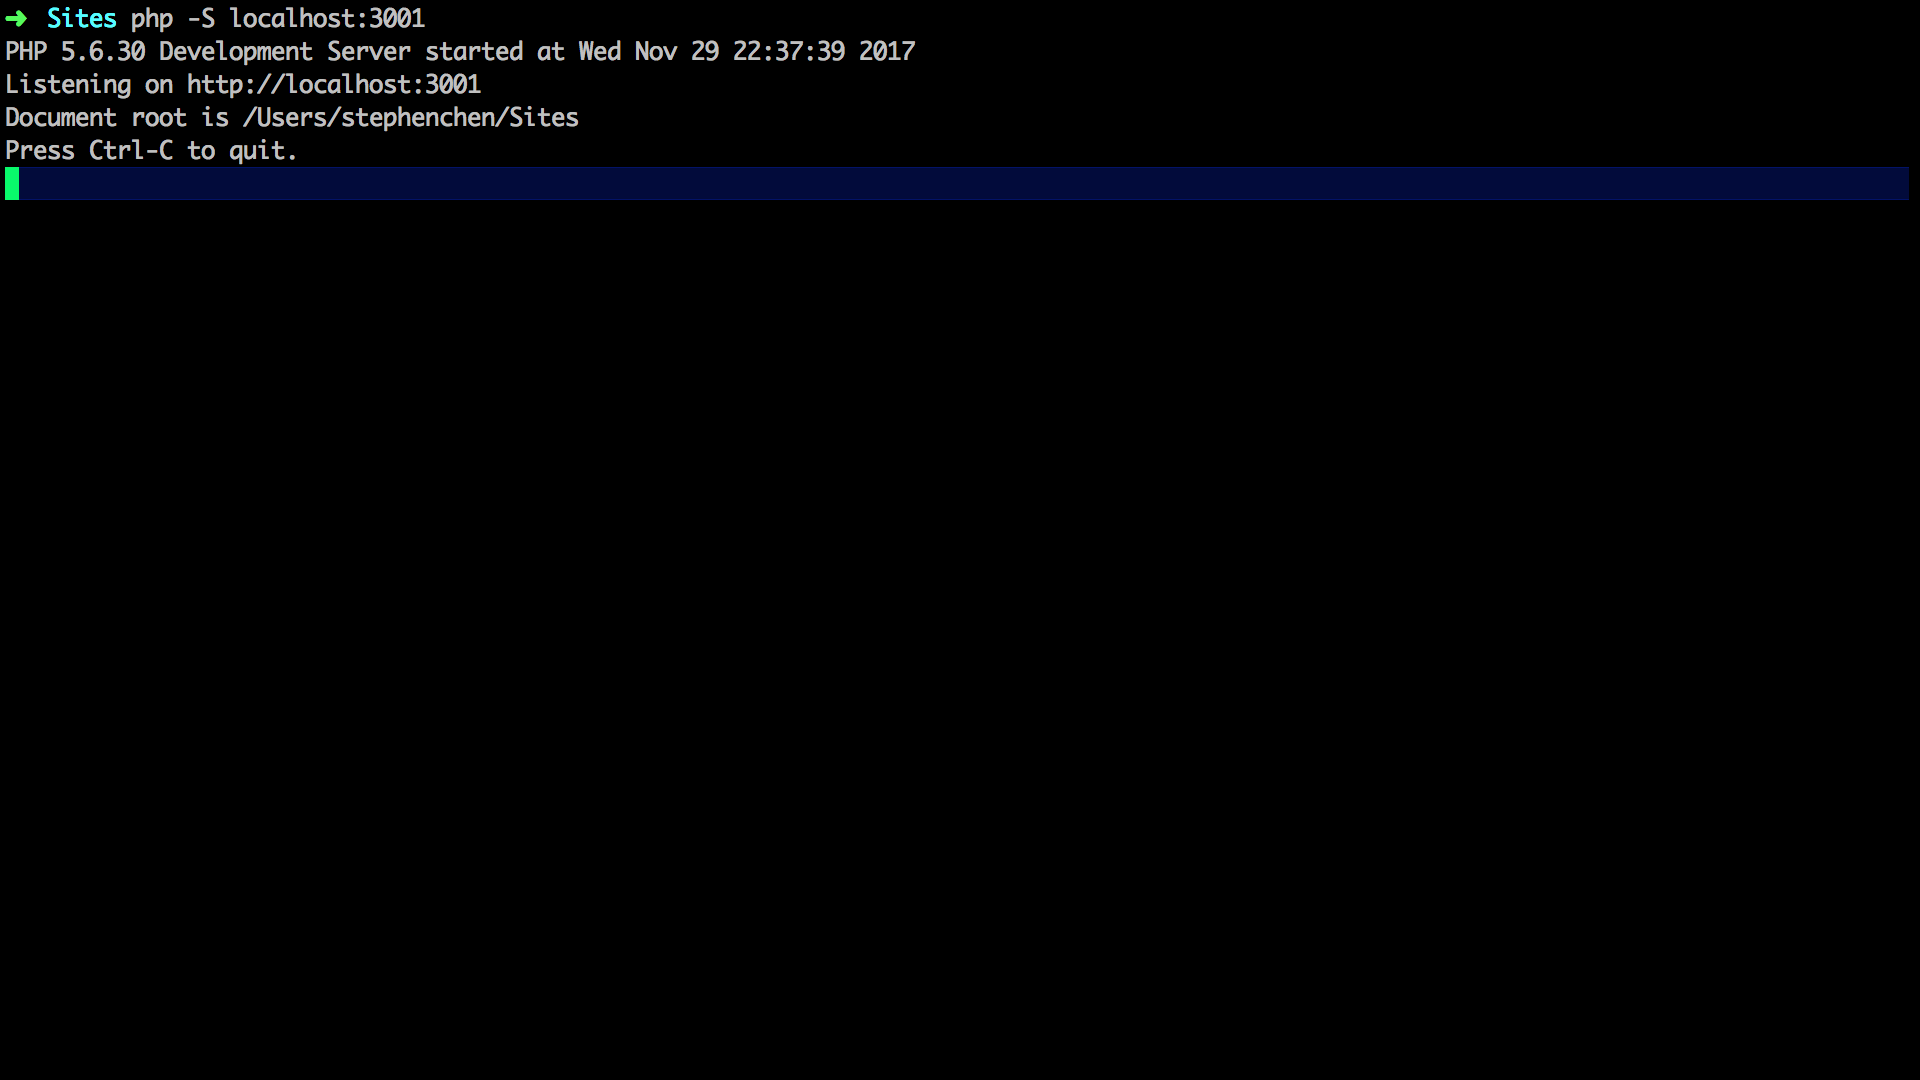 ➜ Sites php -S localhost:3001
PHP 5.6.30 Development Server started at Wed Nov 29 22:37:39 2017
Listening on http://localhost:3001
Document root is /Users/stephenchen/Sites
Press Ctrl-C to quit.